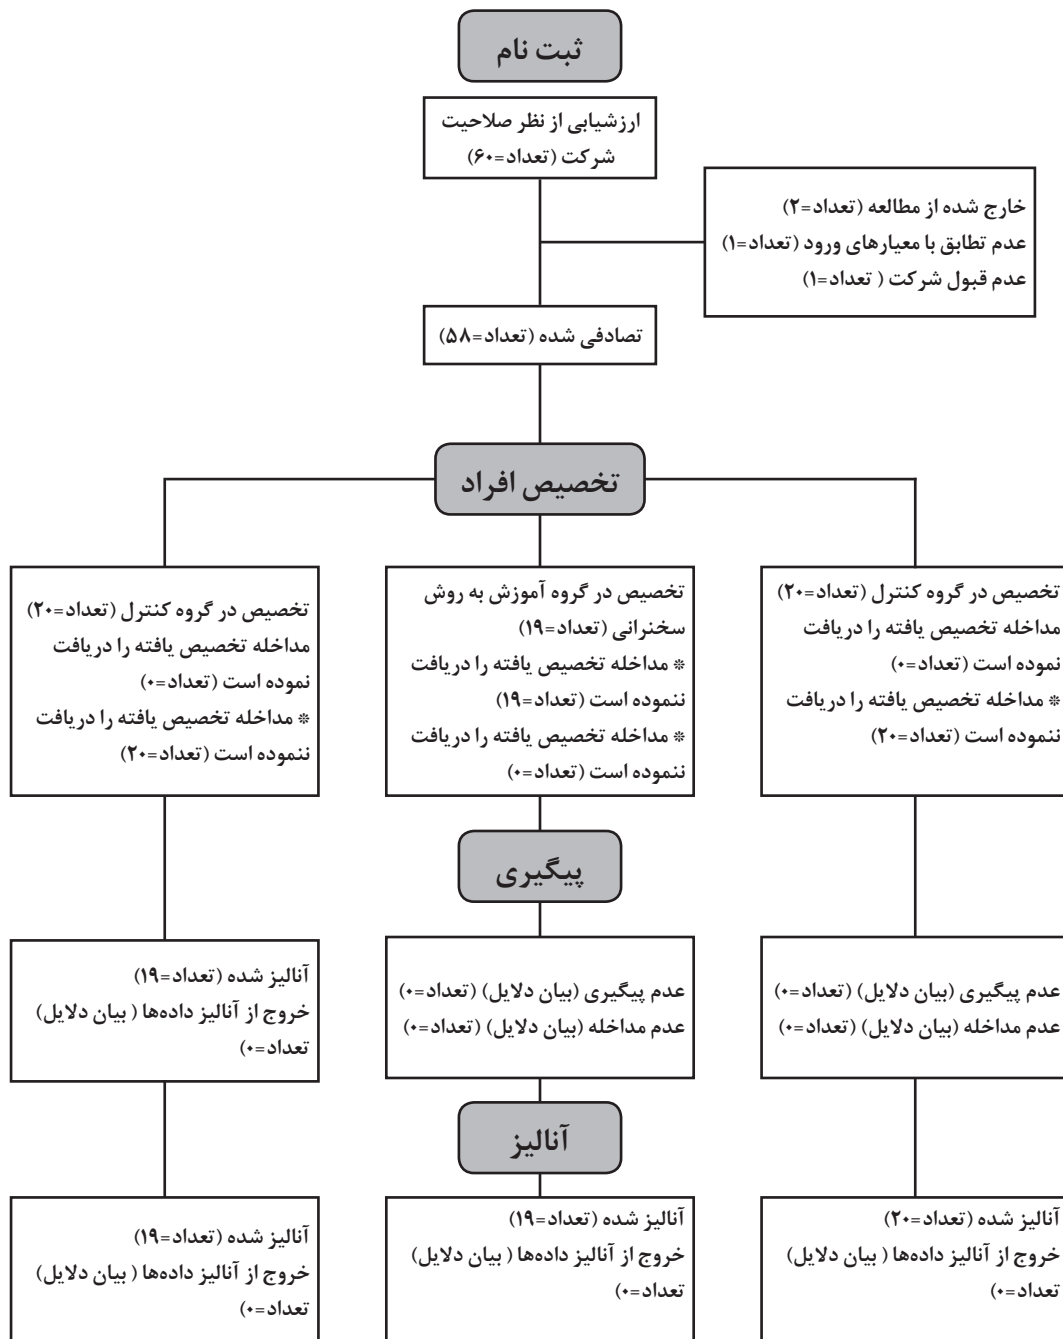 ثبت نام
ارزشیابی از نظر صلاحیت
شرکت (تعداد=۶۰)
خارج شده از مطالعه (تعداد=۲)
عدم تطابق با معیارهای ورود (تعداد=۱)
عدم قبول شرکت ( تعداد=۱)
تصادفی شده (تعداد=۵۸)
تخصیص افراد
تخصیص در گروه کنترل (تعداد=۲۰)
مداخله تخصیص یافته را دریافت
نموده است (تعداد=۰)
* مداخله تخصیص یافته را دریافت
ننموده است (تعداد=۲۰)
تخصیص در گروه آموزش به روش
سخنرانی (تعداد=۱۹)
* مداخله تخصیص یافته را دریافت
ننموده است (تعداد=۱۹)
* مداخله تخصیص یافته را دریافت
ننموده است (تعداد=۰)
تخصیص در گروه کنترل (تعداد=۲۰)
مداخله تخصیص یافته را دریافت
نموده است (تعداد=۰)
* مداخله تخصیص یافته را دریافت
ننموده است (تعداد=۲۰)
پیگیری
عدم پیگیری (بیان دلایل) (تعداد=۰)
عدم مداخله (بیان دلایل) (تعداد=۰)
عدم پیگیری (بیان دلایل) (تعداد=۰)
عدم مداخله (بیان دلایل) (تعداد=۰)
آنالیز شده (تعداد=۱۹)
خروج از آنالیز داده‌ها ( بیان دلایل)
تعداد=۰)
آنالیز
آنالیز شده (تعداد=۲۰)
خروج از آنالیز داده‌ها ( بیان دلایل)
تعداد=۰)
آنالیز شده (تعداد=۱۹)
خروج از آنالیز داده‌ها ( بیان دلایل)
تعداد=۰)
آنالیز شده (تعداد=۱۹)
خروج از آنالیز داده‌ها ( بیان دلایل)
تعداد=۰)